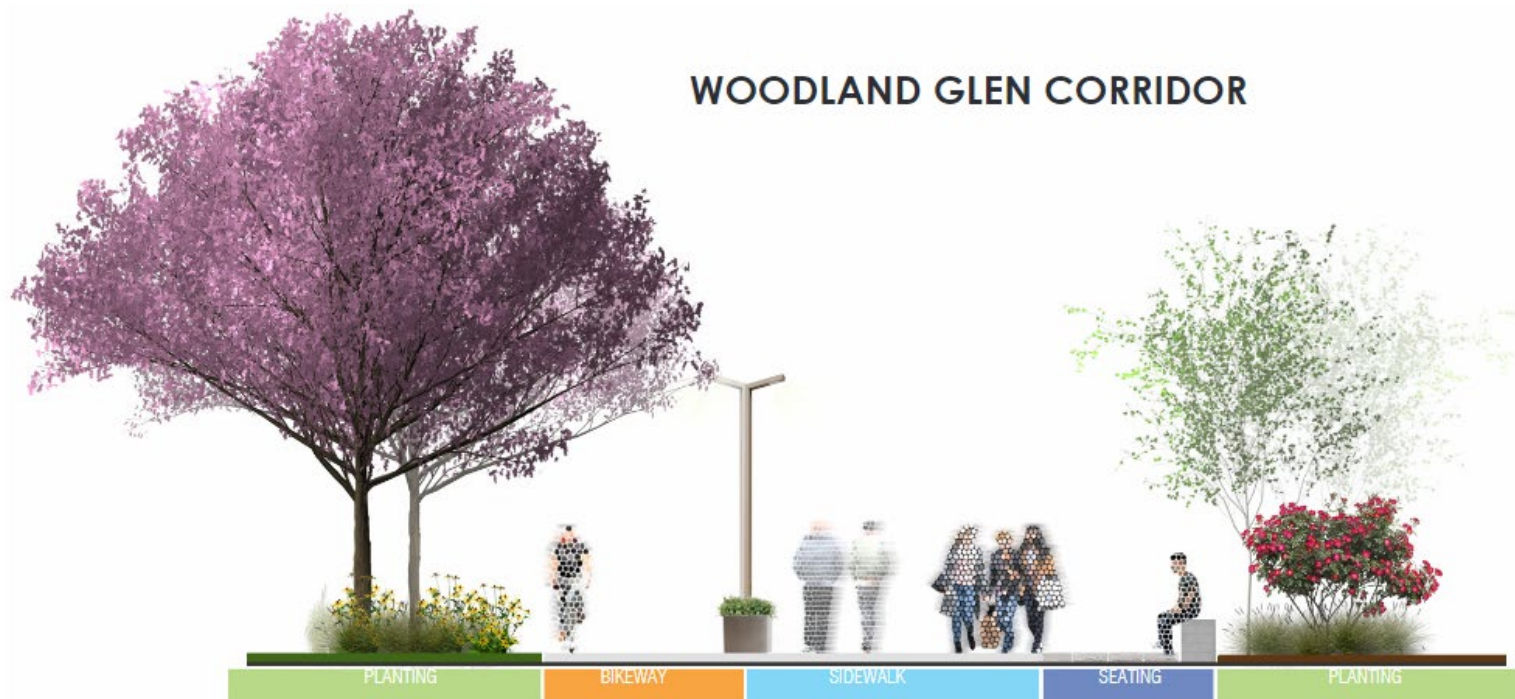 WOODLAND GLEN CORRIDOR
PLANTING
BIKEWAY
SIDEWALK
SEATING
PLANTING